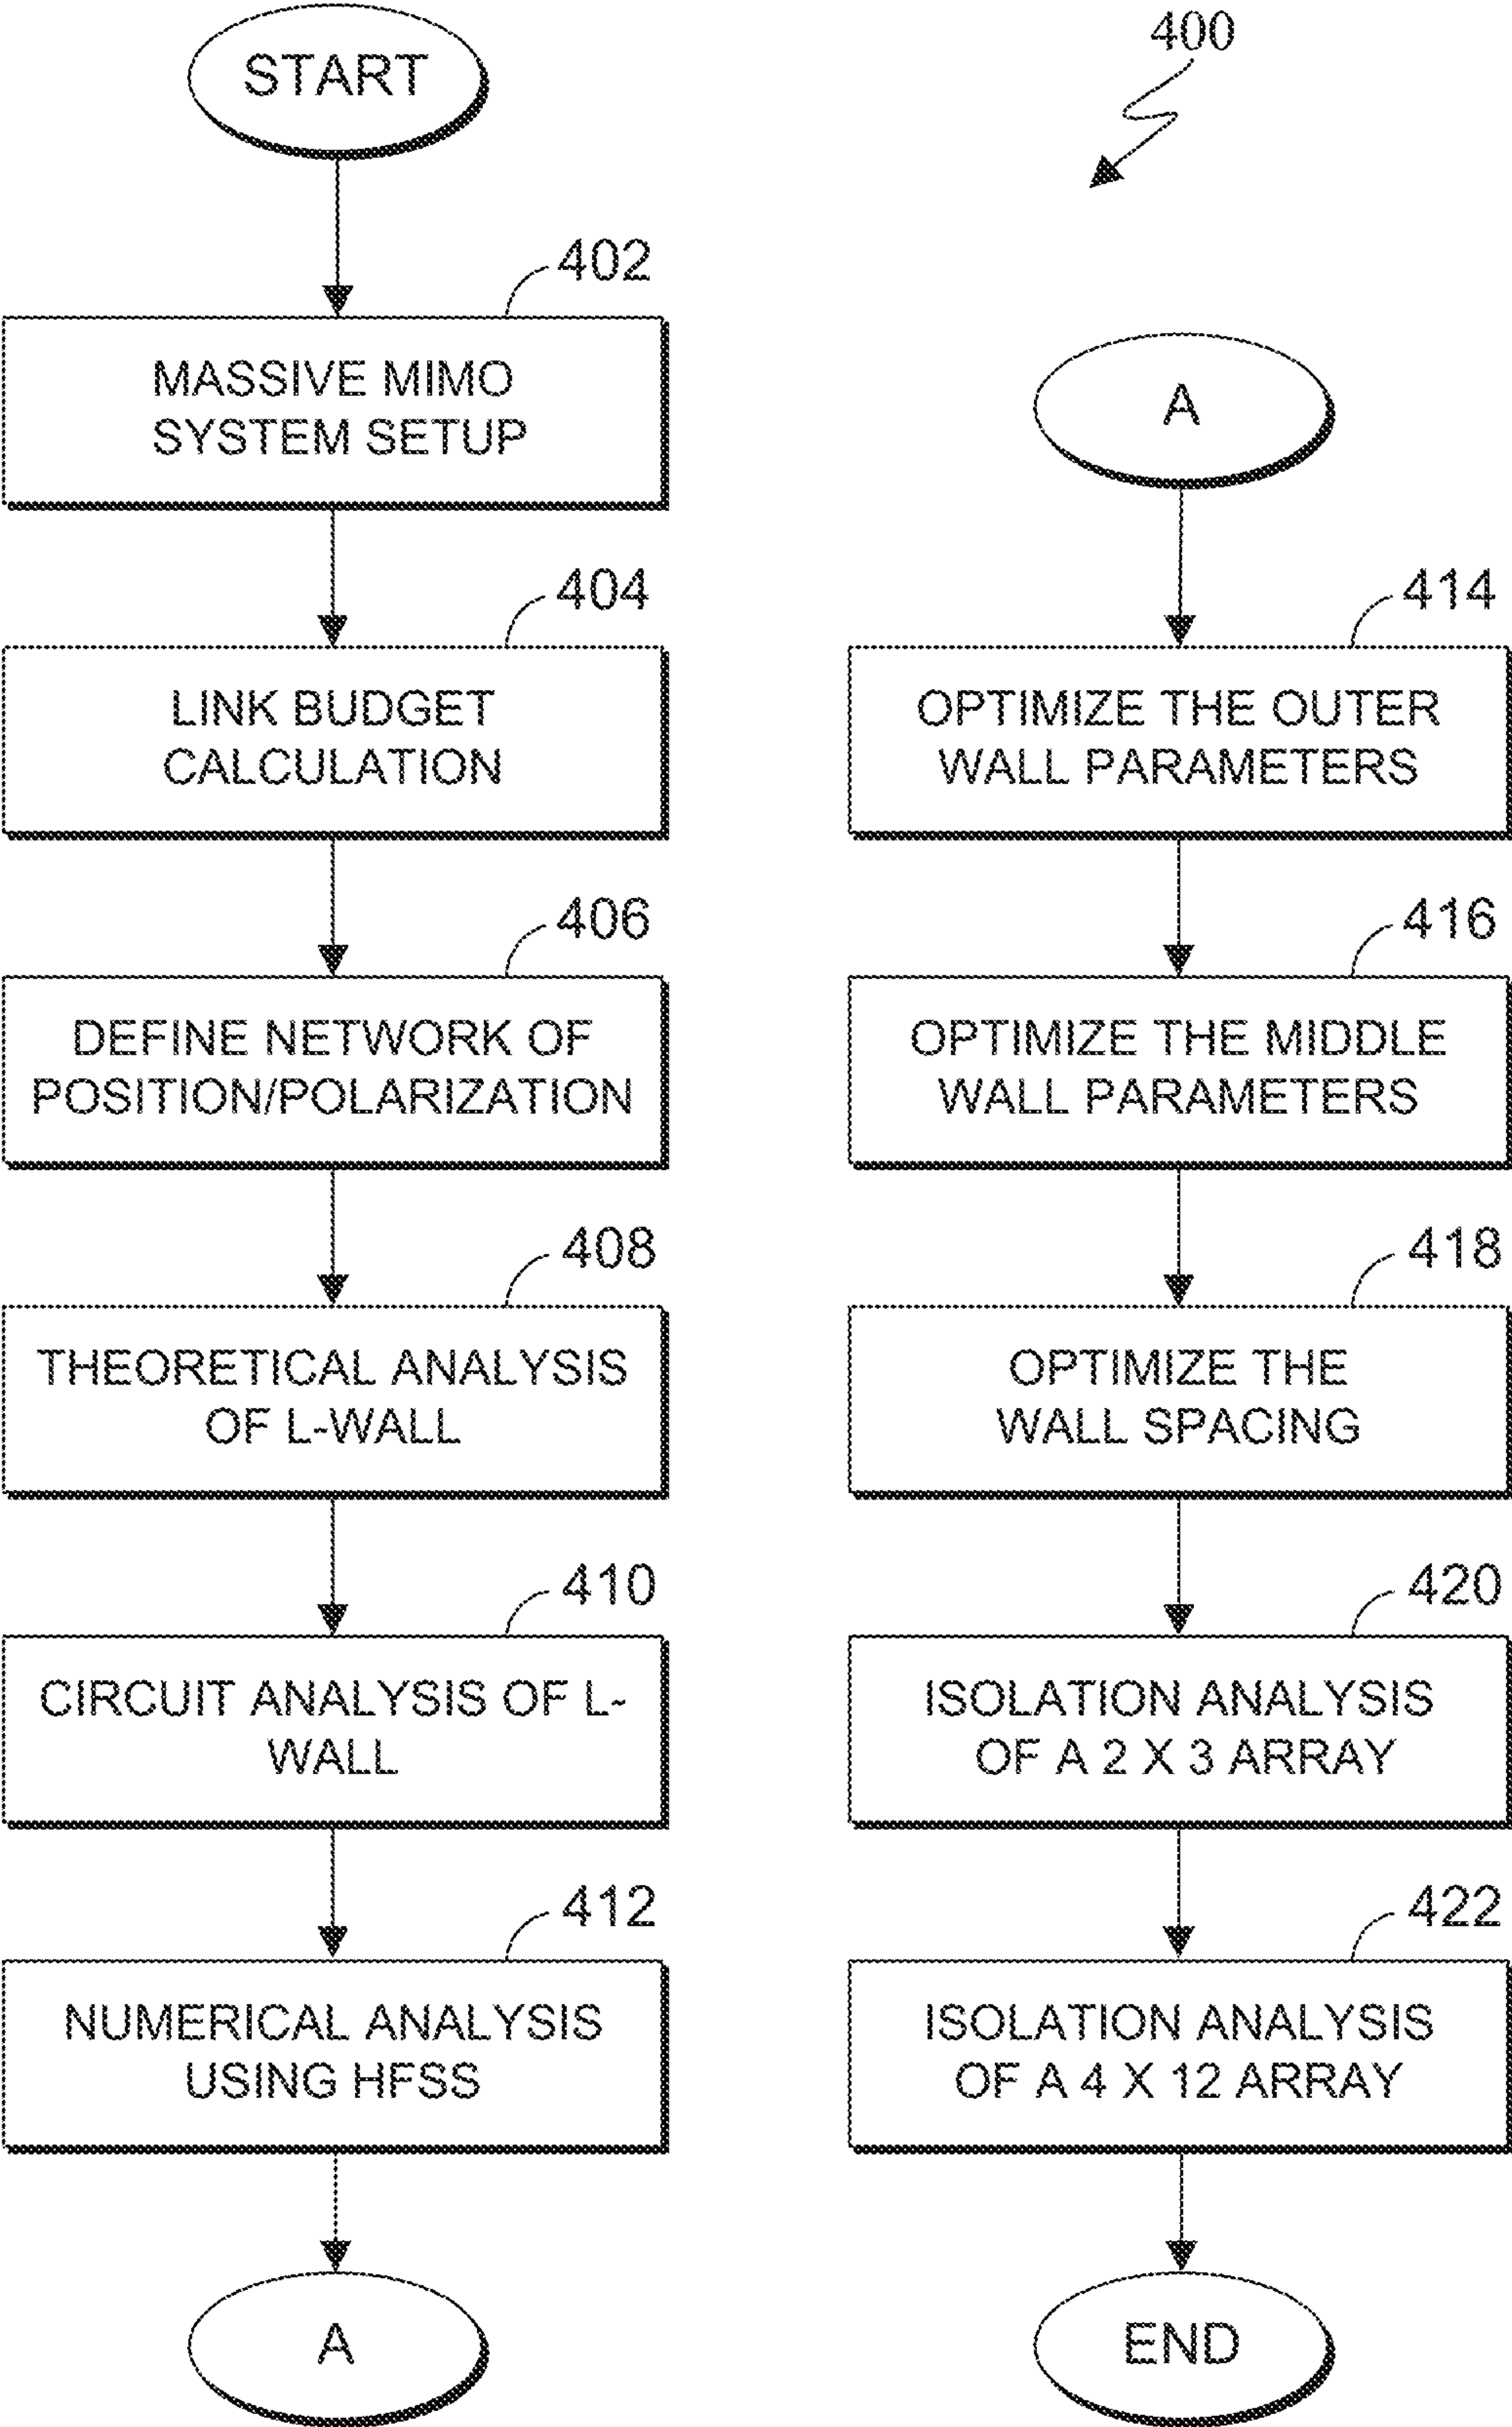 START
400
402
MASSIVE MIMO
SYSTEM SETUP
404
LINK BUDGET
CALCULATION
406
DEFINE NETWORK OF
POSITION/POLARIZATION
408
THEORETICAL ANALYSIS
OF L-WALL
410
CIRCUIT ANALYSIS OF L-
WALL
412
NUMERICAL ANALYSIS
USING HFSS
A
A
414
OPTIMIZE THE OUTER
WALL PARAMETERS
416
OPTIMIZE THE MIDDLE
WALL PARAMETERS
418
OPTIMIZE THE
WALL SPACING
420
ISOLATION ANALYSIS
OF A 2 X 3 ARRAY
422
ISOLATION ANALYSIS
OF A 4 X 12 ARRAY
END